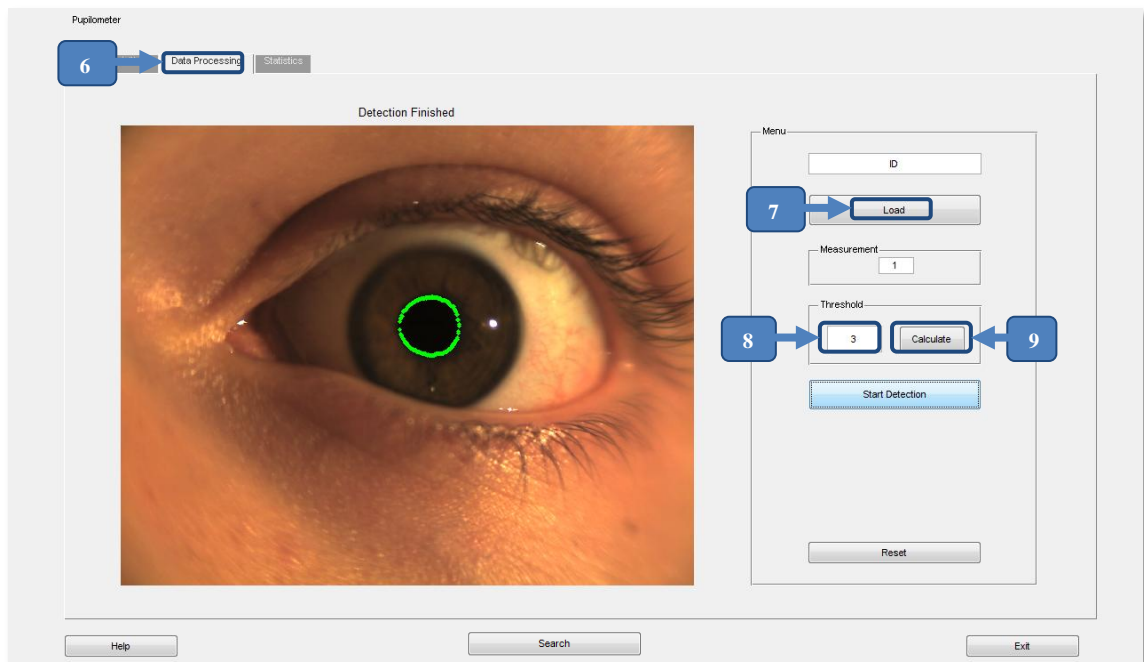 Pupilometer
6
Data Processing
Statistics
Detection Finished
Menu
ID
7
Load
Measurement
1
Threshold
8
3
Calculate
9
Start Detection
Reset
Help
Search
Exit